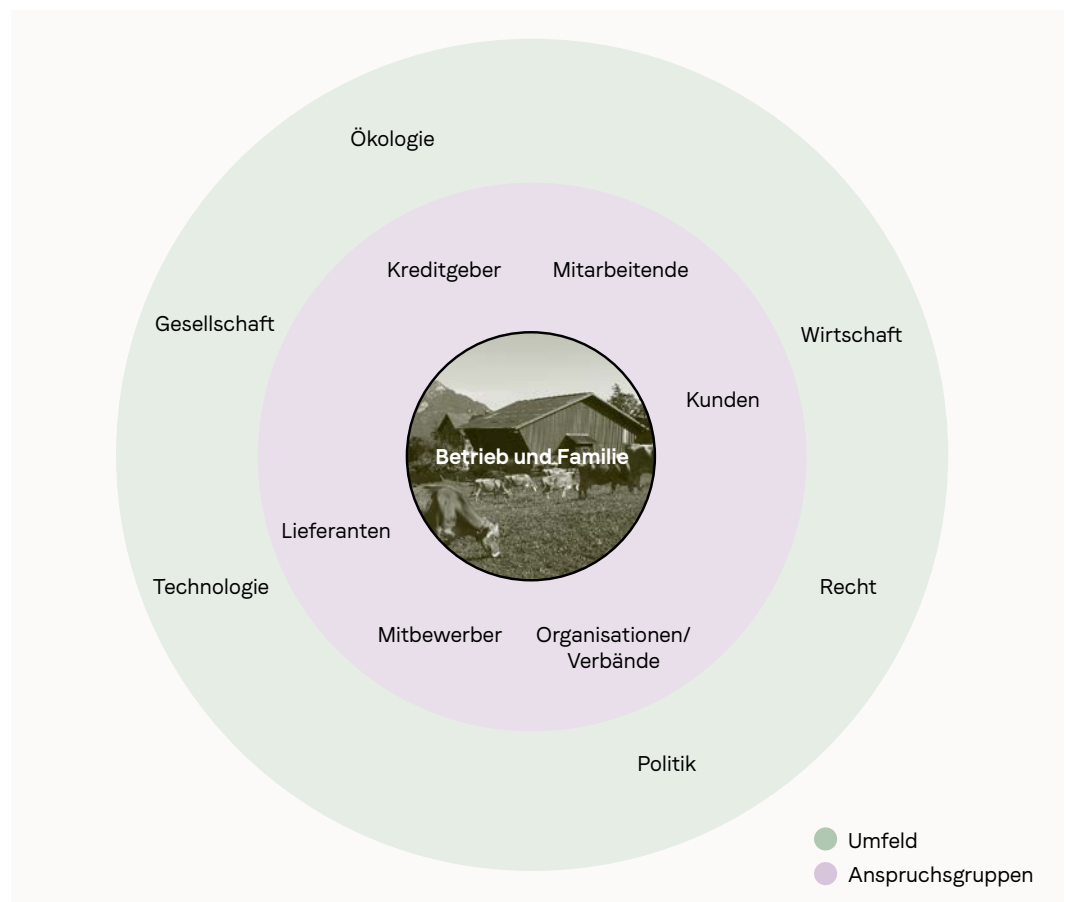 Ökologie
Kreditgeber
Mitarbeitende
Gesellschaft
Wirtschaft
Kunden
Betrieb und Familie
Lieferanten
Technologie
Recht
Mitbewerber
Organisationen/
Verbände
Politik
Umfeld
Anspruchsgruppen